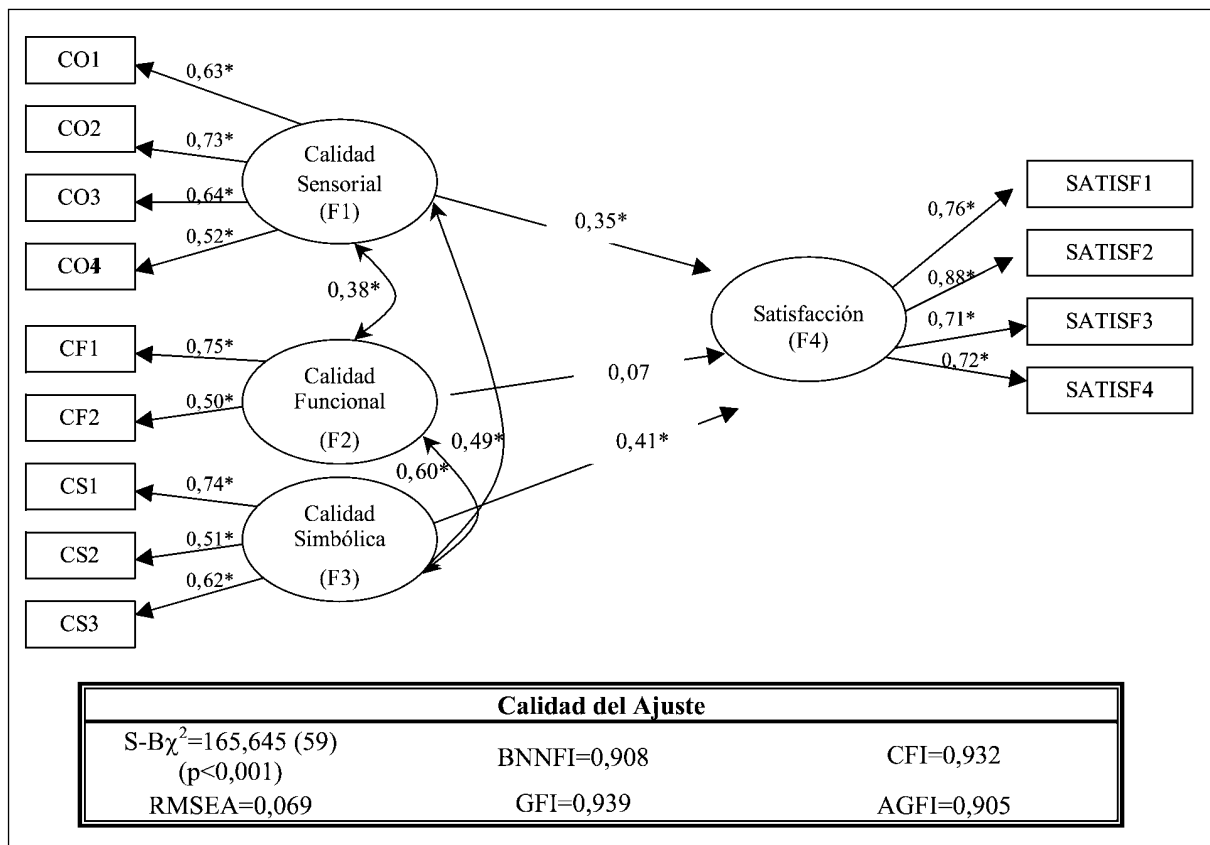 CO1
0,63*
CO2
0,73*
CO3
0,64*
CO4
0,52*
Calidad
Sensorial
(F1)
0,35*
0,38*
CF1
0,75*
CF2
0,50*
Calidad
Funcional
(F2)
0,07
0,49*
0,60*
0,41*
CS1
0,74*
CS2
0,51*
CS3
0,62*
Calidad
Simbólica
(F3)
Satisfacción
(F4)
0,76*
SATISF1
0,88*
SATISF2
0,71*
SATISF3
0,72*
SATISF4
Calidad del Ajuste
S-Bχ²=165,645 (59)
(p<0,001)
BNNFI=0,908
CFI=0,932
RMSEA=0,069
GFI=0,939
AGFI=0,905